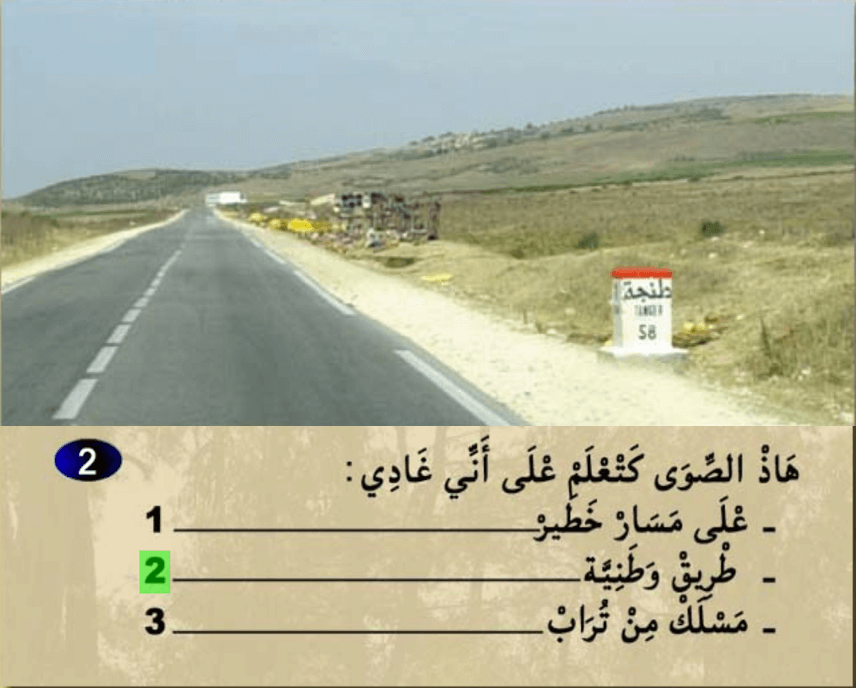 طنجة
TANGER
58
2
هَاذْ الصِّوَى كَتْعْلَمْ عْلَى أَنِّي غَادِي :
- عْلَى مَسَارْ خَطِيرْ 1
- طْرِيقْ وَطَنِيَّة 2
- مَسْلَكْ مِنْ تُرَابْ 3